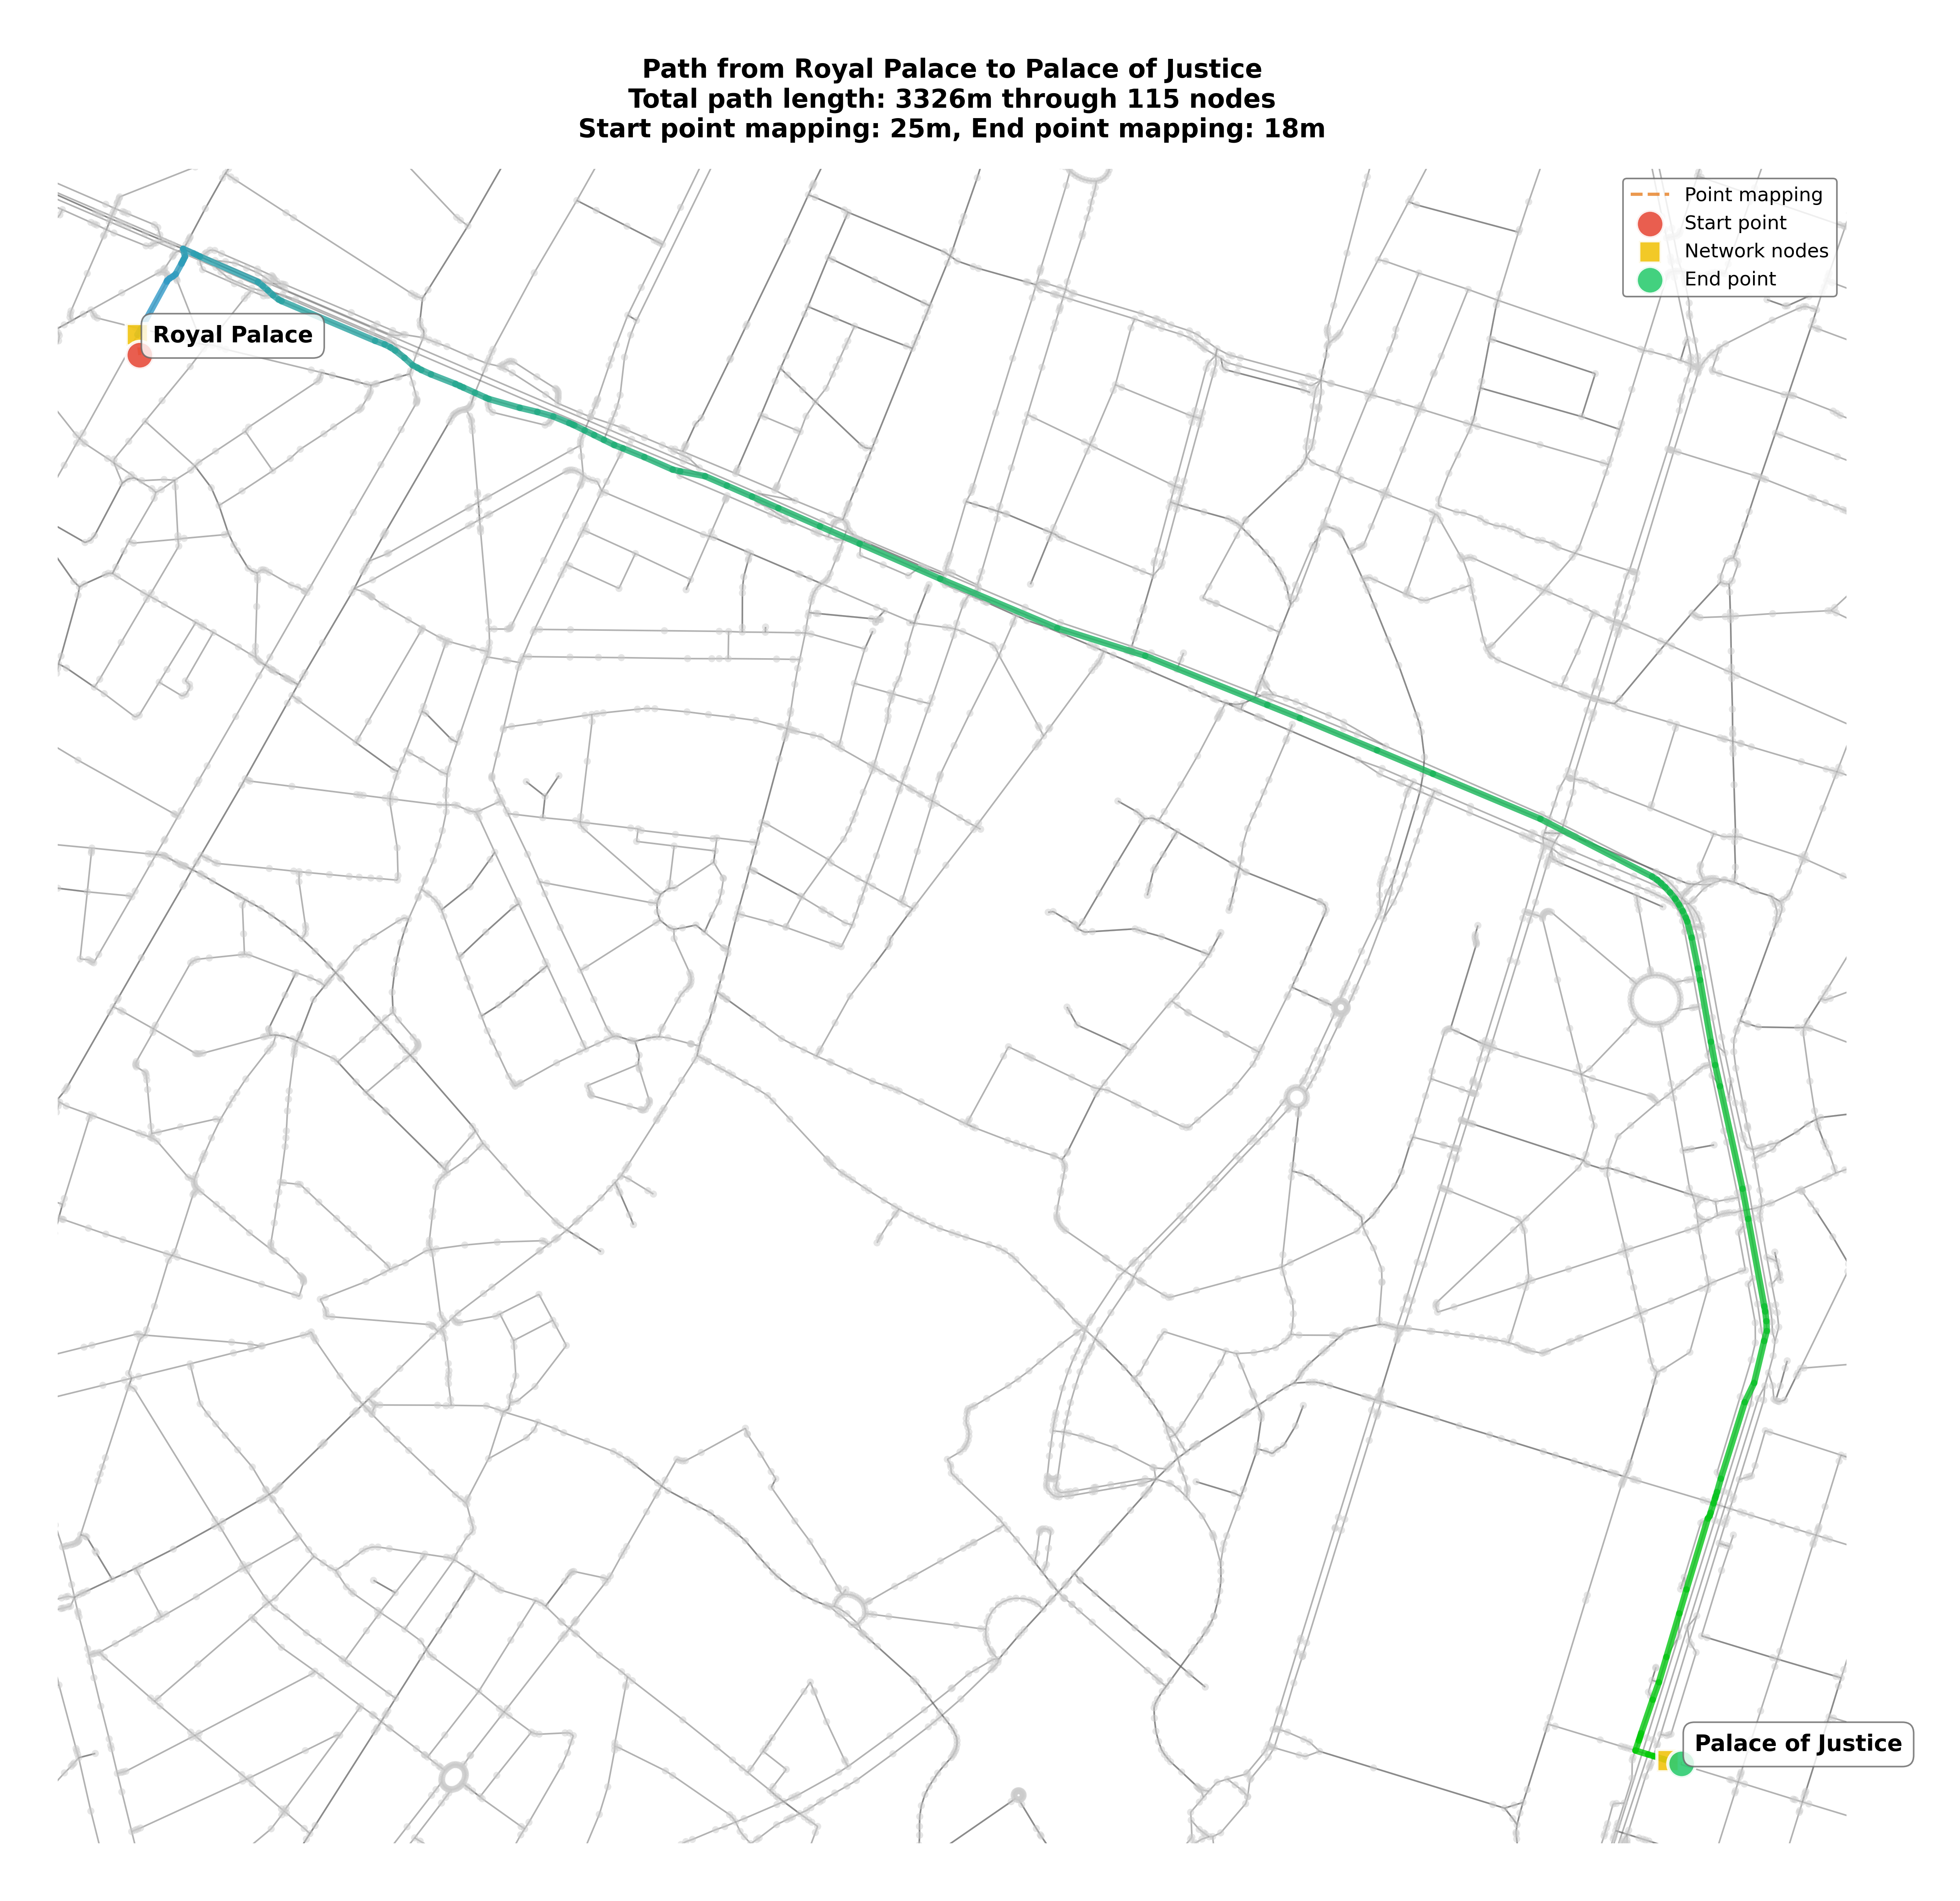 Path from Royal Palace to Palace of Justice
Total path length: 3326m through 115 nodes
Start point mapping: 25m, End point mapping: 18m
Point mapping
Start point
Network nodes
End point
Royal Palace
Palace of Justice